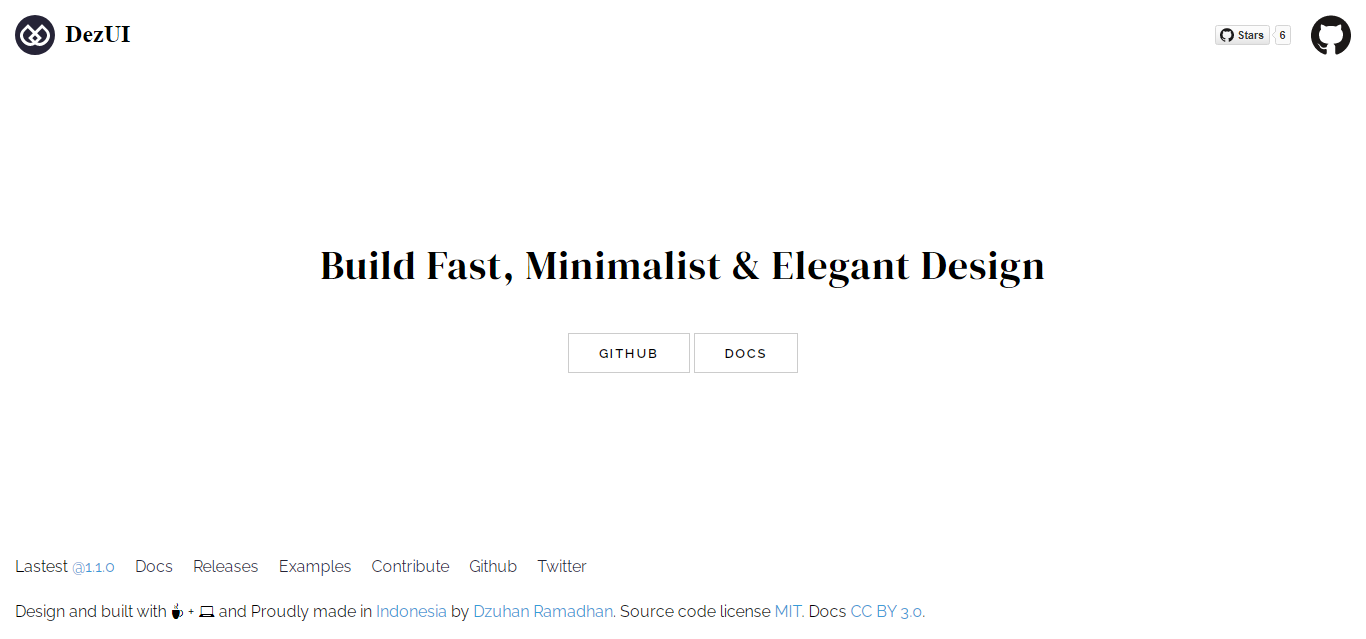 DezUI
Stars 6
Build Fast, Minimalist & Elegant Design
GITHUB DOCS
Lastest @1.1.0 Docs Releases Examples Contribute Github Twitter
Design and built with + and Proudly made in Indonesia by Dzuhan Ramadhan. Source code license MIT. Docs CC BY 3.0.